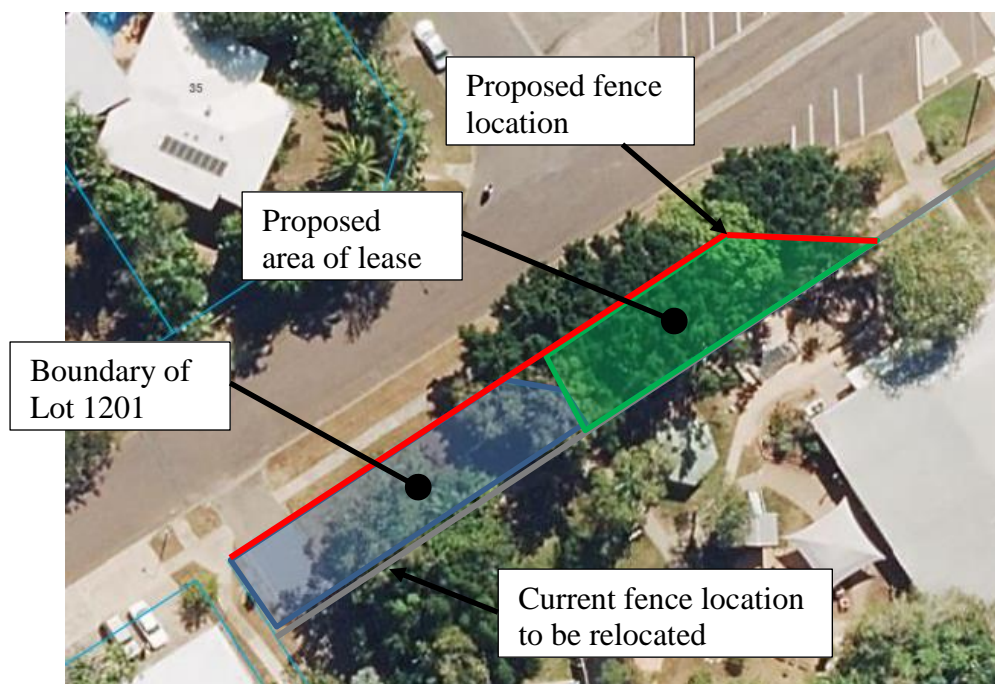 35
Proposed fence
location
Proposed
area of lease
Boundary of
Lot 1201
Current fence location
to be relocated